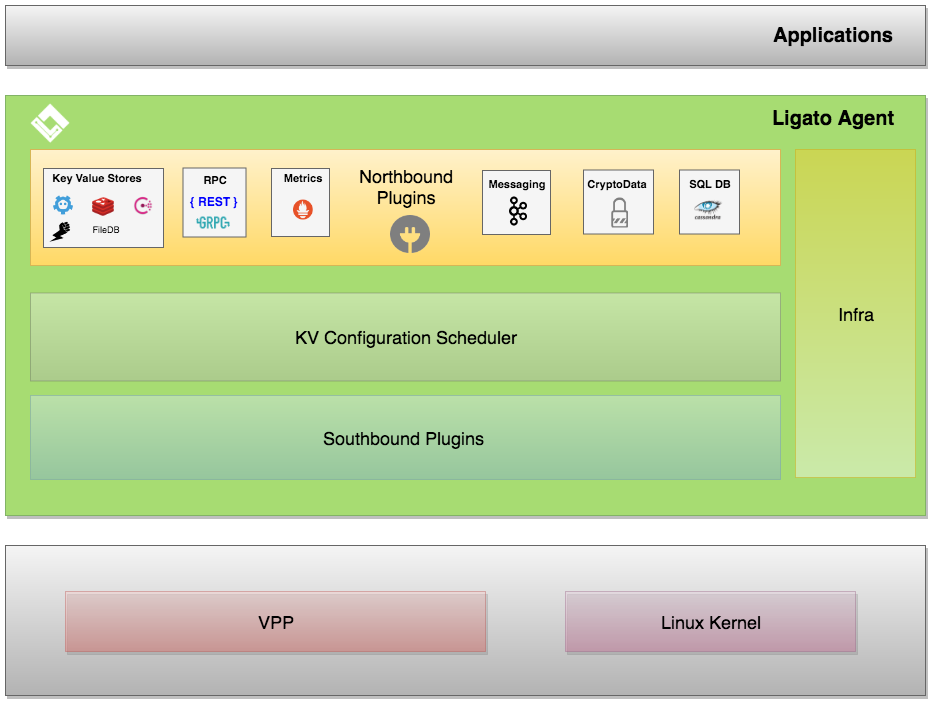 Applications
Ligato Agent
Key Value Stores
FileDB
RPC
{ REST }
GRPC
Metrics
Northbound
Plugins
Messaging
CryptoData
SQL DB
cassandra
Infra
KV Configuration Scheduler
Southbound Plugins
VPP
Linux Kernel